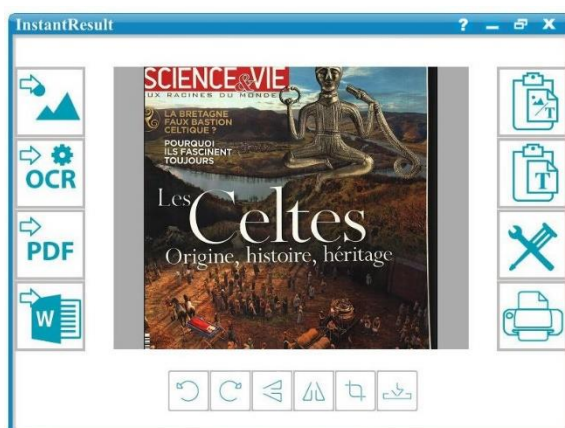 InstantResult
?
SCIENCE & VIE
UX RACINES DU MONDE
LA BRETAGNE
FAUX BASTION
CELTIQUE ?
POURQUOI
ILS FASCINENT
TOUJOURS
Les
Celtes
Origine, histoire, héritage
OCR
PDF
W
T
T